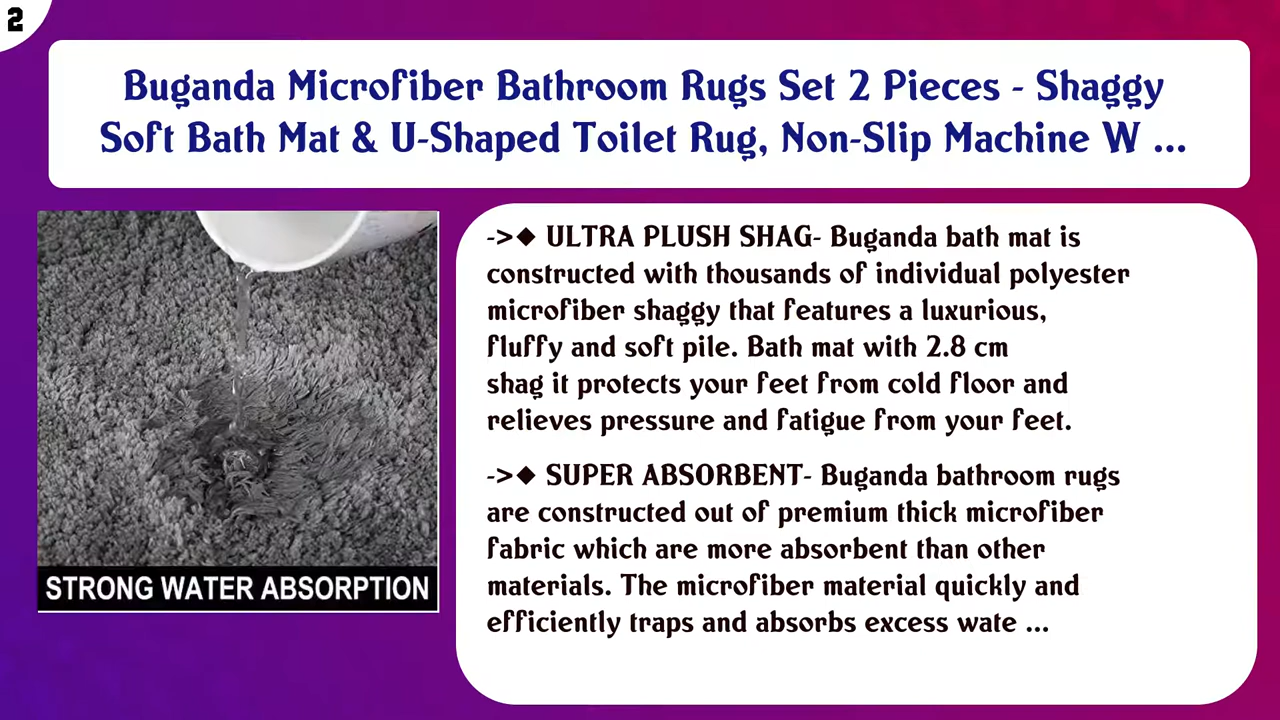 2
Buganda Microfiber Bathroom Rugs Set 2 Pieces - Shaggy
Soft Bath Mat & U-Shaped Toilet Rug, Non-Slip Machine W ...
->◆ ULTRA PLUSH SHAG- Buganda bath mat is
constructed with thousands of individual polyester
microfiber shaggy that features a luxurious,
fluffy and soft pile. Bath mat with 2.8 cm
shag it protects your feet from cold floor and
relieves pressure and fatigue from your feet.
->◆ SUPER ABSORBENT- Buganda bathroom rugs
are constructed out of premium thick microfiber
fabric which are more absorbent than other
materials. The microfiber material quickly and
efficiently traps and absorbs excess wate ...
STRONG WATER ABSORPTION